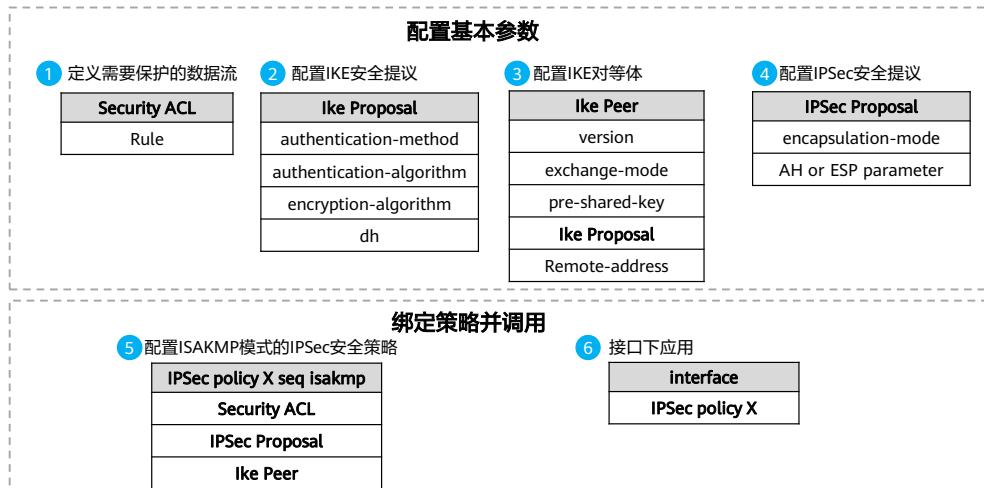 配置基本参数
1 定义需要保护的数据流
Security ACL
Rule
2 配置IKE安全提议
Ike Proposal
authentication-method
authentication-algorithm
encryption-algorithm
dh
3 配置IKE对等体
Ike Peer
version
exchange-mode
pre-shared-key
Ike Proposal
Remote-address
4 配置IPSec安全提议
IPSec Proposal
encapsulation-mode
AH or ESP parameter
绑定策略并调用
5 配置ISAKMP模式的IPSec安全策略
IPSec policy X seq isakmp
Security ACL
IPSec Proposal
Ike Peer
6 接口下应用
interface
IPSec policy X